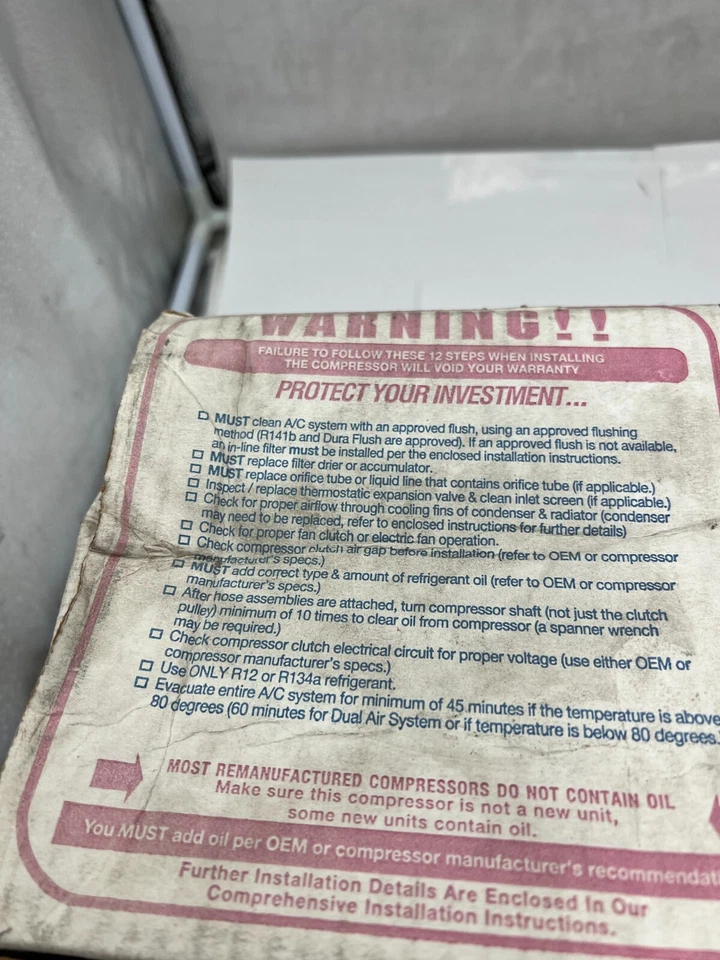 WARNING!!
FAILURE TO FOLLOW THESE 12 STEPS WHEN INSTALLING
THE COMPRESSOR WILL VOID YOUR WARRANTY
PROTECT YOUR INVESTMENT...
☐ MUST clean A/C system with an approved flush, using an approved flushing
method (R141b and Dura Flush are approved). If an approved flush is not available,
an in-line filter must be installed per the enclosed installation instructions.
☐ MUST replace filter drier or accumulator.
☐ MUST replace orifice tube or liquid line that contains orifice tube (if applicable.)
☐ Inspect / replace thermostatic expansion valve & clean inlet screen (if applicable.)
☐ Check for proper airflow through cooling fins of condenser & radiator (condenser
may need to be replaced, refer to enclosed instructions for further details)
☐ Check for proper fan clutch or electric fan operation.
☐ Check compressor clutch air gap before installation (refer to OEM or compressor
manufacturer's specs.)
☐ MUST add correct type & amount of refrigerant oil (refer to OEM or compressor
manufacturer's specs.)
☐ After hose assemblies are attached, turn compressor shaft (not just the clutch
pulley) minimum of 10 times to clear oil from compressor (a spanner wrench
may be required.)
☐ Check compressor clutch electrical circuit for proper voltage (use either OEM or
compressor manufacturer's specs.)
☐ Use ONLY R12 or R134a refrigerant.
☐ Evacuate entire A/C system for minimum of 45 minutes if the temperature is above
80 degrees (60 minutes for Dual Air System or if temperature is below 80 degrees.
MOST REMANUFACTURED COMPRESSORS DO NOT CONTAIN OIL
Make sure this compressor is not a new unit,
some new units contain oil.
You MUST add oil per OEM or compressor manufacturer's recommendati
Further Installation Details Are Enclosed In Our
Comprehensive Installation Instructions.